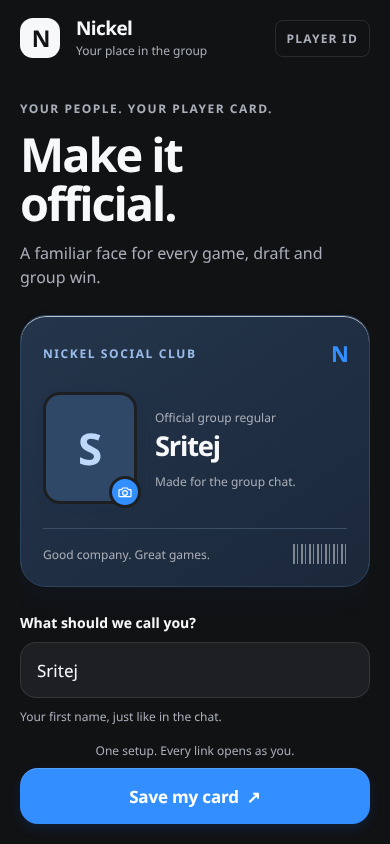 N
Nickel
Your place in the group
PLAYER ID
YOUR PEOPLE. YOUR PLAYER CARD.
Make it
official.
A familiar face for every game, draft and
group win.
NICKEL SOCIAL CLUB
N
S
Official group regular
Sritej
Made for the group chat.
Good company. Great games.
What should we call you?
Sritej
Your first name, just like in the chat.
One setup. Every link opens as you.
Save my card ↗